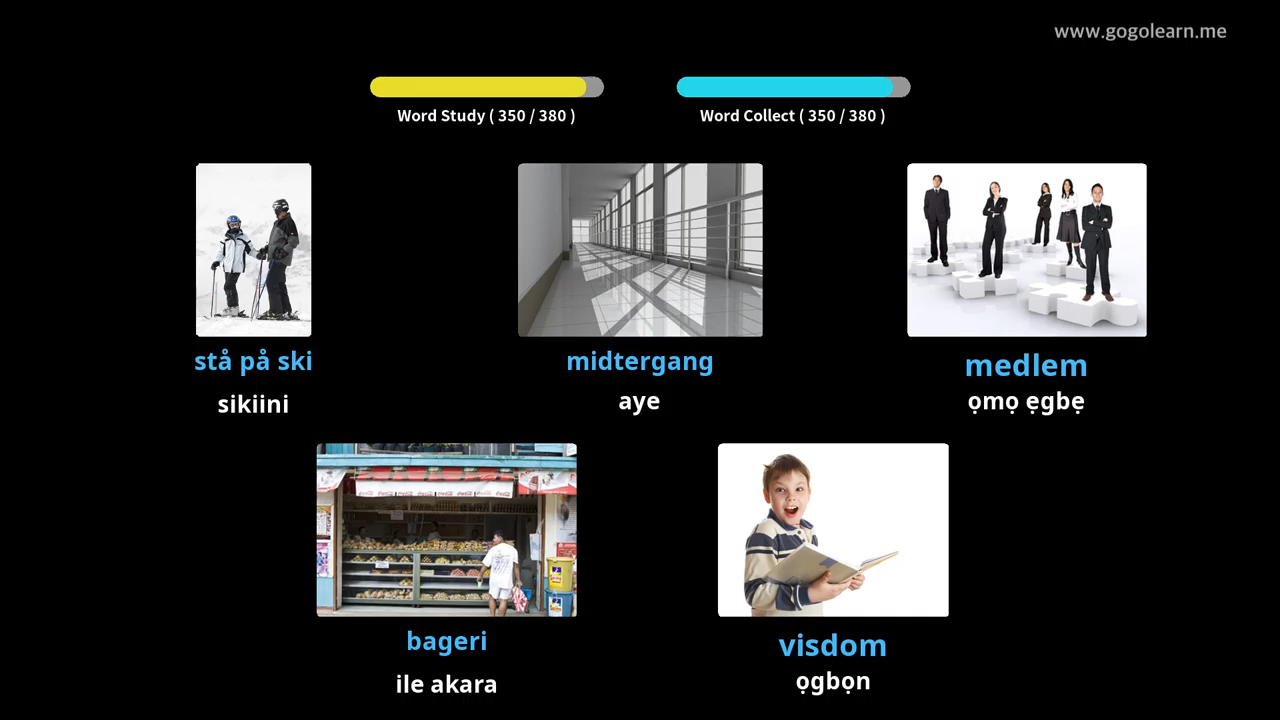 www.gogolearn.me
Word Study ( 350 / 380 )
Word Collect ( 350 / 380 )
stå på ski
sikiini
midtergang
aye
medlem
ọmọ ẹgbẹ
bageri
ile akara
visdom
ọgbọn